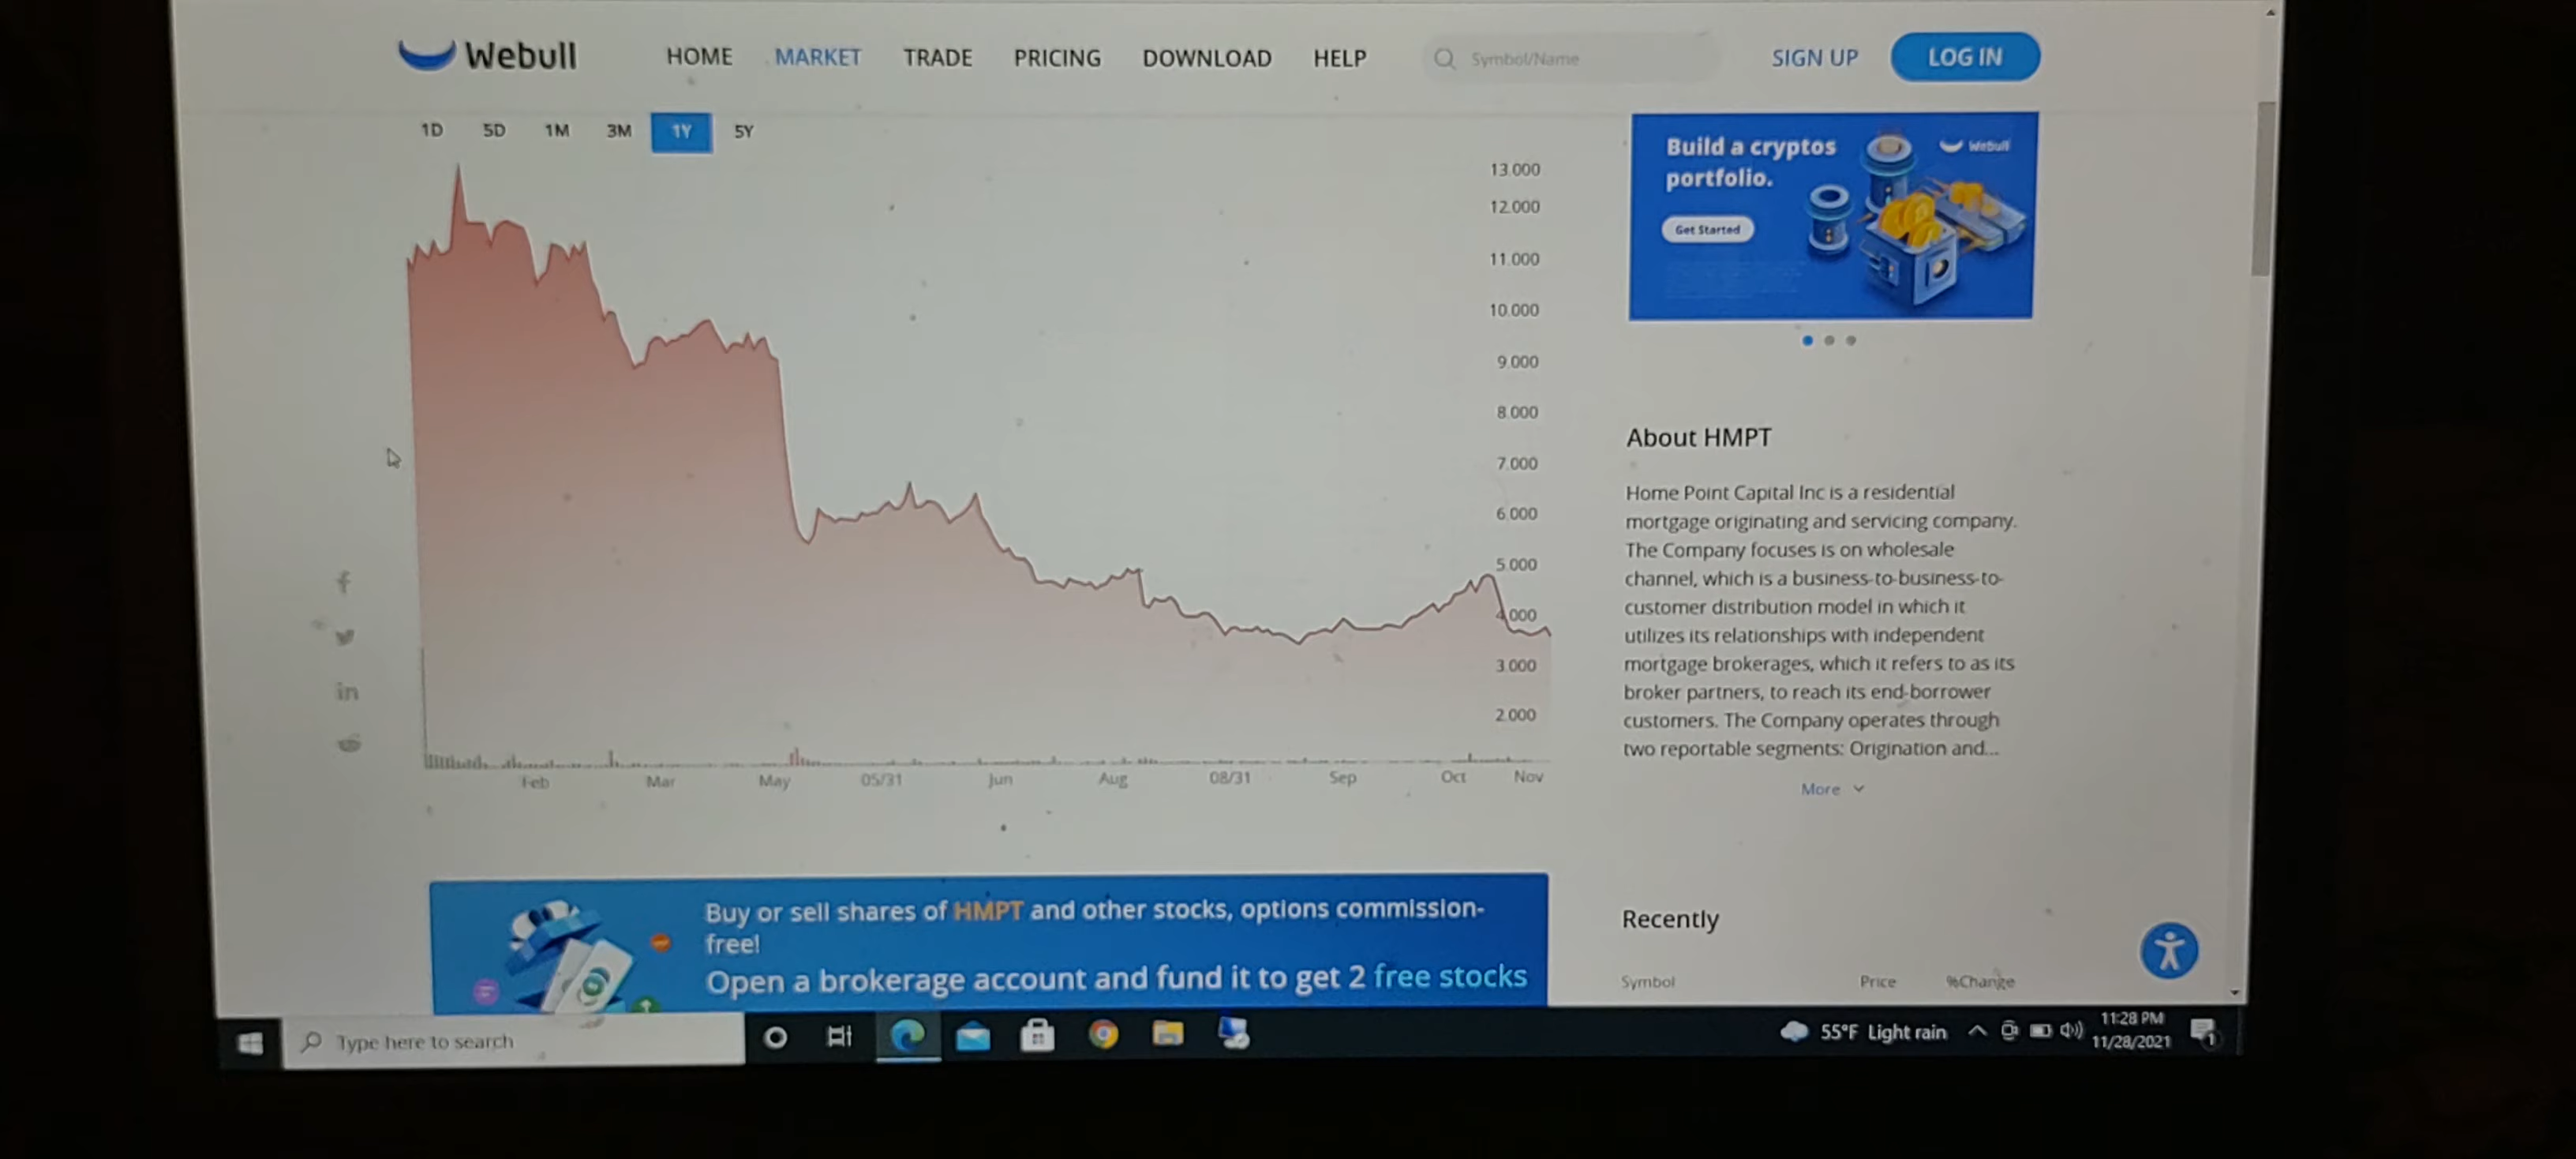 Webull
HOME MARKET TRADE PRICING DOWNLOAD HELP Symbol/Name SIGN UP LOG IN
1D 5D 1M 3M 1Y 5Y
13.000
12.000
11.000
10.000
9.000
8.000
7.000
6.000
5.000
4.000
3.000
2.000
Feb Mar May 05/31 Jun Aug 08/31 Sep Oct Nov
Build a cryptos
portfolio.
Webull
Get Started
About HMPT
Home Point Capital Inc is a residential
mortgage originating and servicing company.
The Company focuses is on wholesale
channel, which is a business-to-business-to-
customer distribution model in which it
utilizes its relationships with independent
mortgage brokerages, which it refers to as its
broker partners, to reach its end-borrower
customers. The Company operates through
two reportable segments: Origination and...
More
f
in
Buy or sell shares of HMPT and other stocks, options commission-
free!
Open a brokerage account and fund it to get 2 free stocks
Recently
Symbol Price %Change
Type here to search
55°F Light rain
11:28 PM
11/28/2021
1